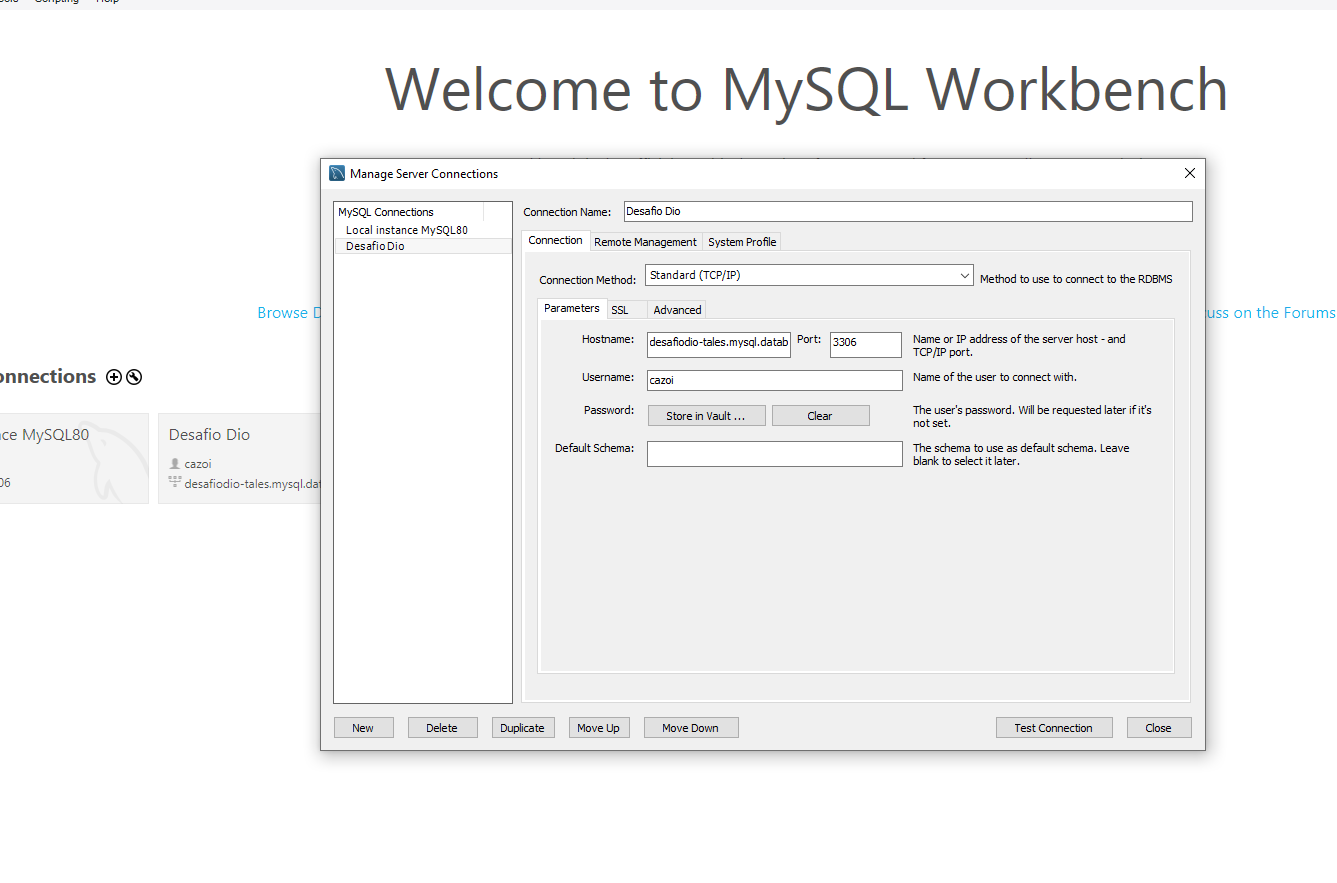 Scripting
Help
Welcome to MySQL Workbench
Manage Server Connections
MySQL Connections
Local instance MySQL80
Desafio Dio
Connection Name: Desafio Dio
Connection Remote Management System Profile
Connection Method: Standard (TCP/IP) Method to use to connect to the RDBMS
Parameters SSL Advanced
Hostname: desafiodio-tales.mysql.datab Port: 3306 Name or IP address of the server host - and
TCP/IP port.
Username: cazoi Name of the user to connect with.
Password: Store in Vault ... Clear The user's password. Will be requested later if it's
not set.
Default Schema: The schema to use as default schema. Leave
blank to select it later.
New Delete Duplicate Move Up Move Down Test Connection Close
Browse D
uss on the Forums
onnections
ce MySQL80
06
Desafio Dio
cazoi
desafiodio-tales.mysql.dat